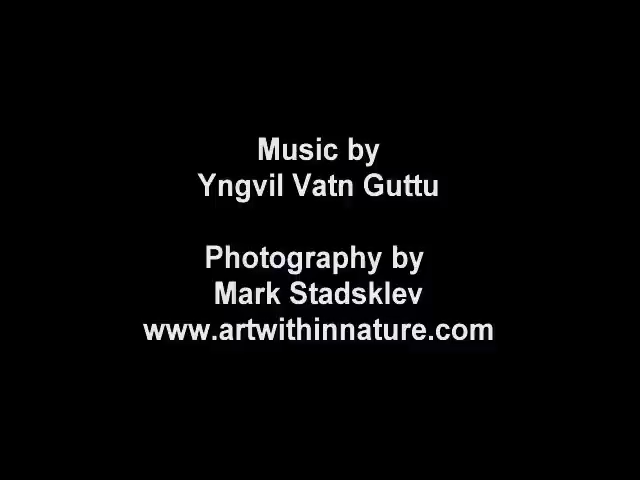 Music by
Yngvil Vatn Guttu
Photography by
Mark Stadsklev
www.artwithinnature.com